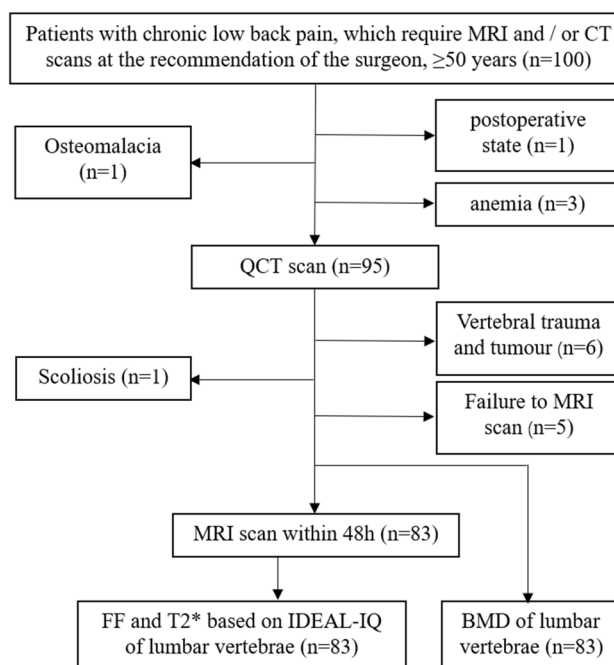 Patients with chronic low back pain, which require MRI and / or CT
scans at the recommendation of the surgeon, ≥50 years (n=100)
postoperative
state (n=1)
Osteomalacia
(n=1)
anemia (n=3)
QCT scan (n=95)
Vertebral trauma
and tumour (n=6)
Scoliosis (n=1)
Failure to MRI
scan (n=5)
MRI scan within 48h (n=83)
FF and T2* based on IDEAL-IQ
of lumbar vertebrae (n=83)
BMD of lumbar
vertebrae (n=83)